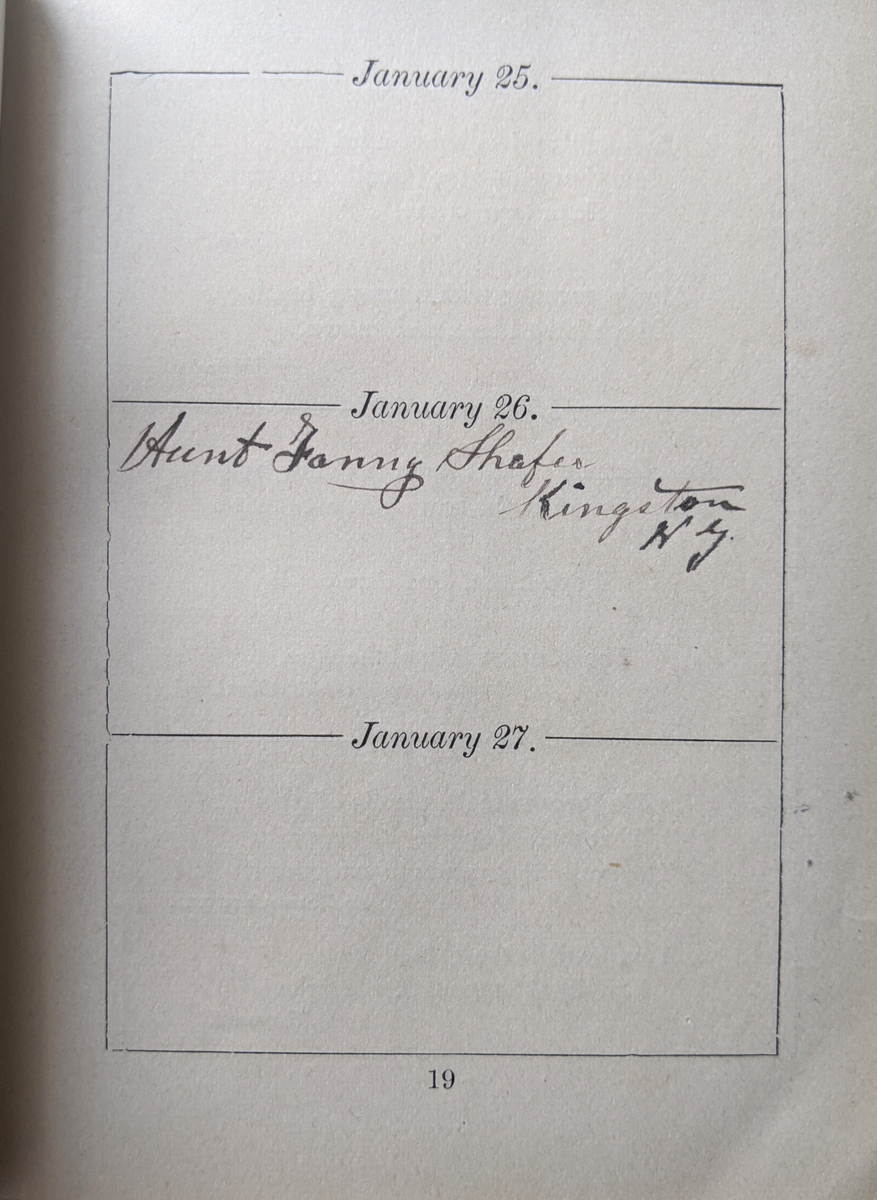 January 25.
January 26.
Aunt Fanny Shafer
Kingston
N Y.
January 27.
19